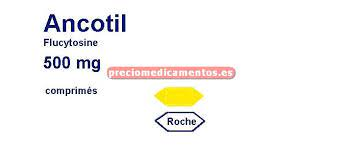 Ancotil
Flucytosine
500 mg
preciomedicamentos.es
comprimés
Roche